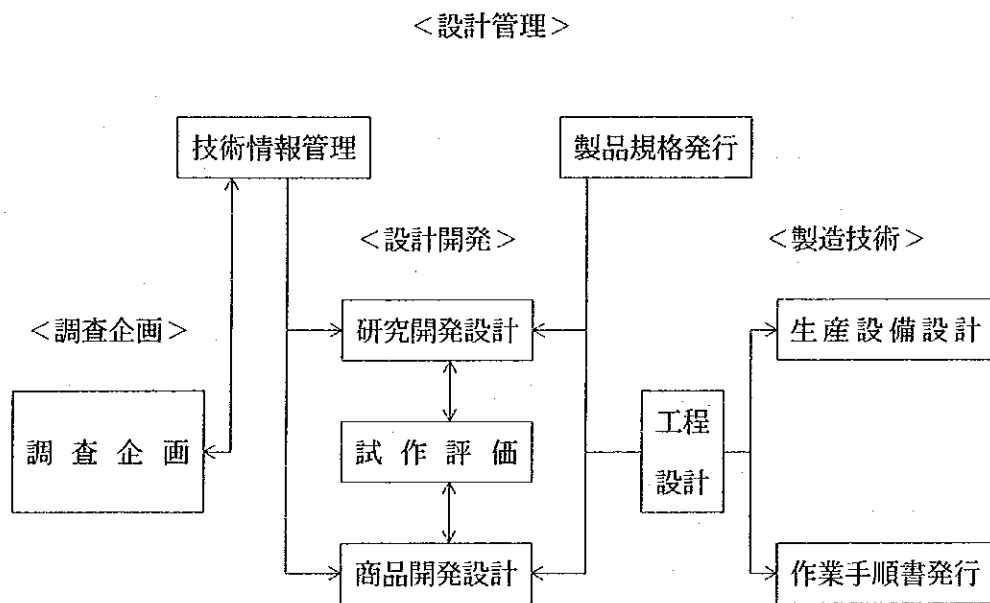 ＜設計管理＞
技術情報管理
製品規格発行
＜設計開発＞
＜製造技術＞
＜調査企画＞
研究開発設計
生産設備設計
調査企画
試作評価
工程
設計
商品開発設計
作業手順書発行